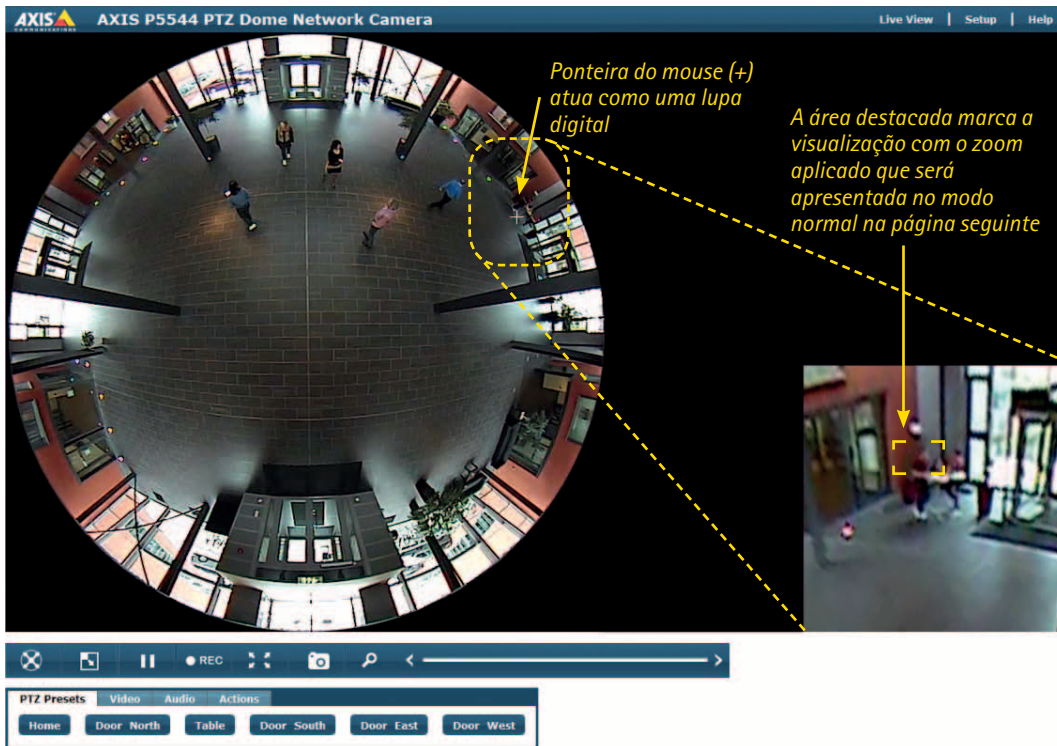 AXIS COMMUNICATIONS AXIS P5544 PTZ Dome Network Camera Live View | Setup | Help
Ponteira do mouse (+)
atua como uma lupa
digital
A área destacada marca a
visualização com o zoom
aplicado que será
apresentada no modo
normal na página seguinte
REC
PTZ Presets Video Audio Actions
Home Door North Table Door South Door East Door West